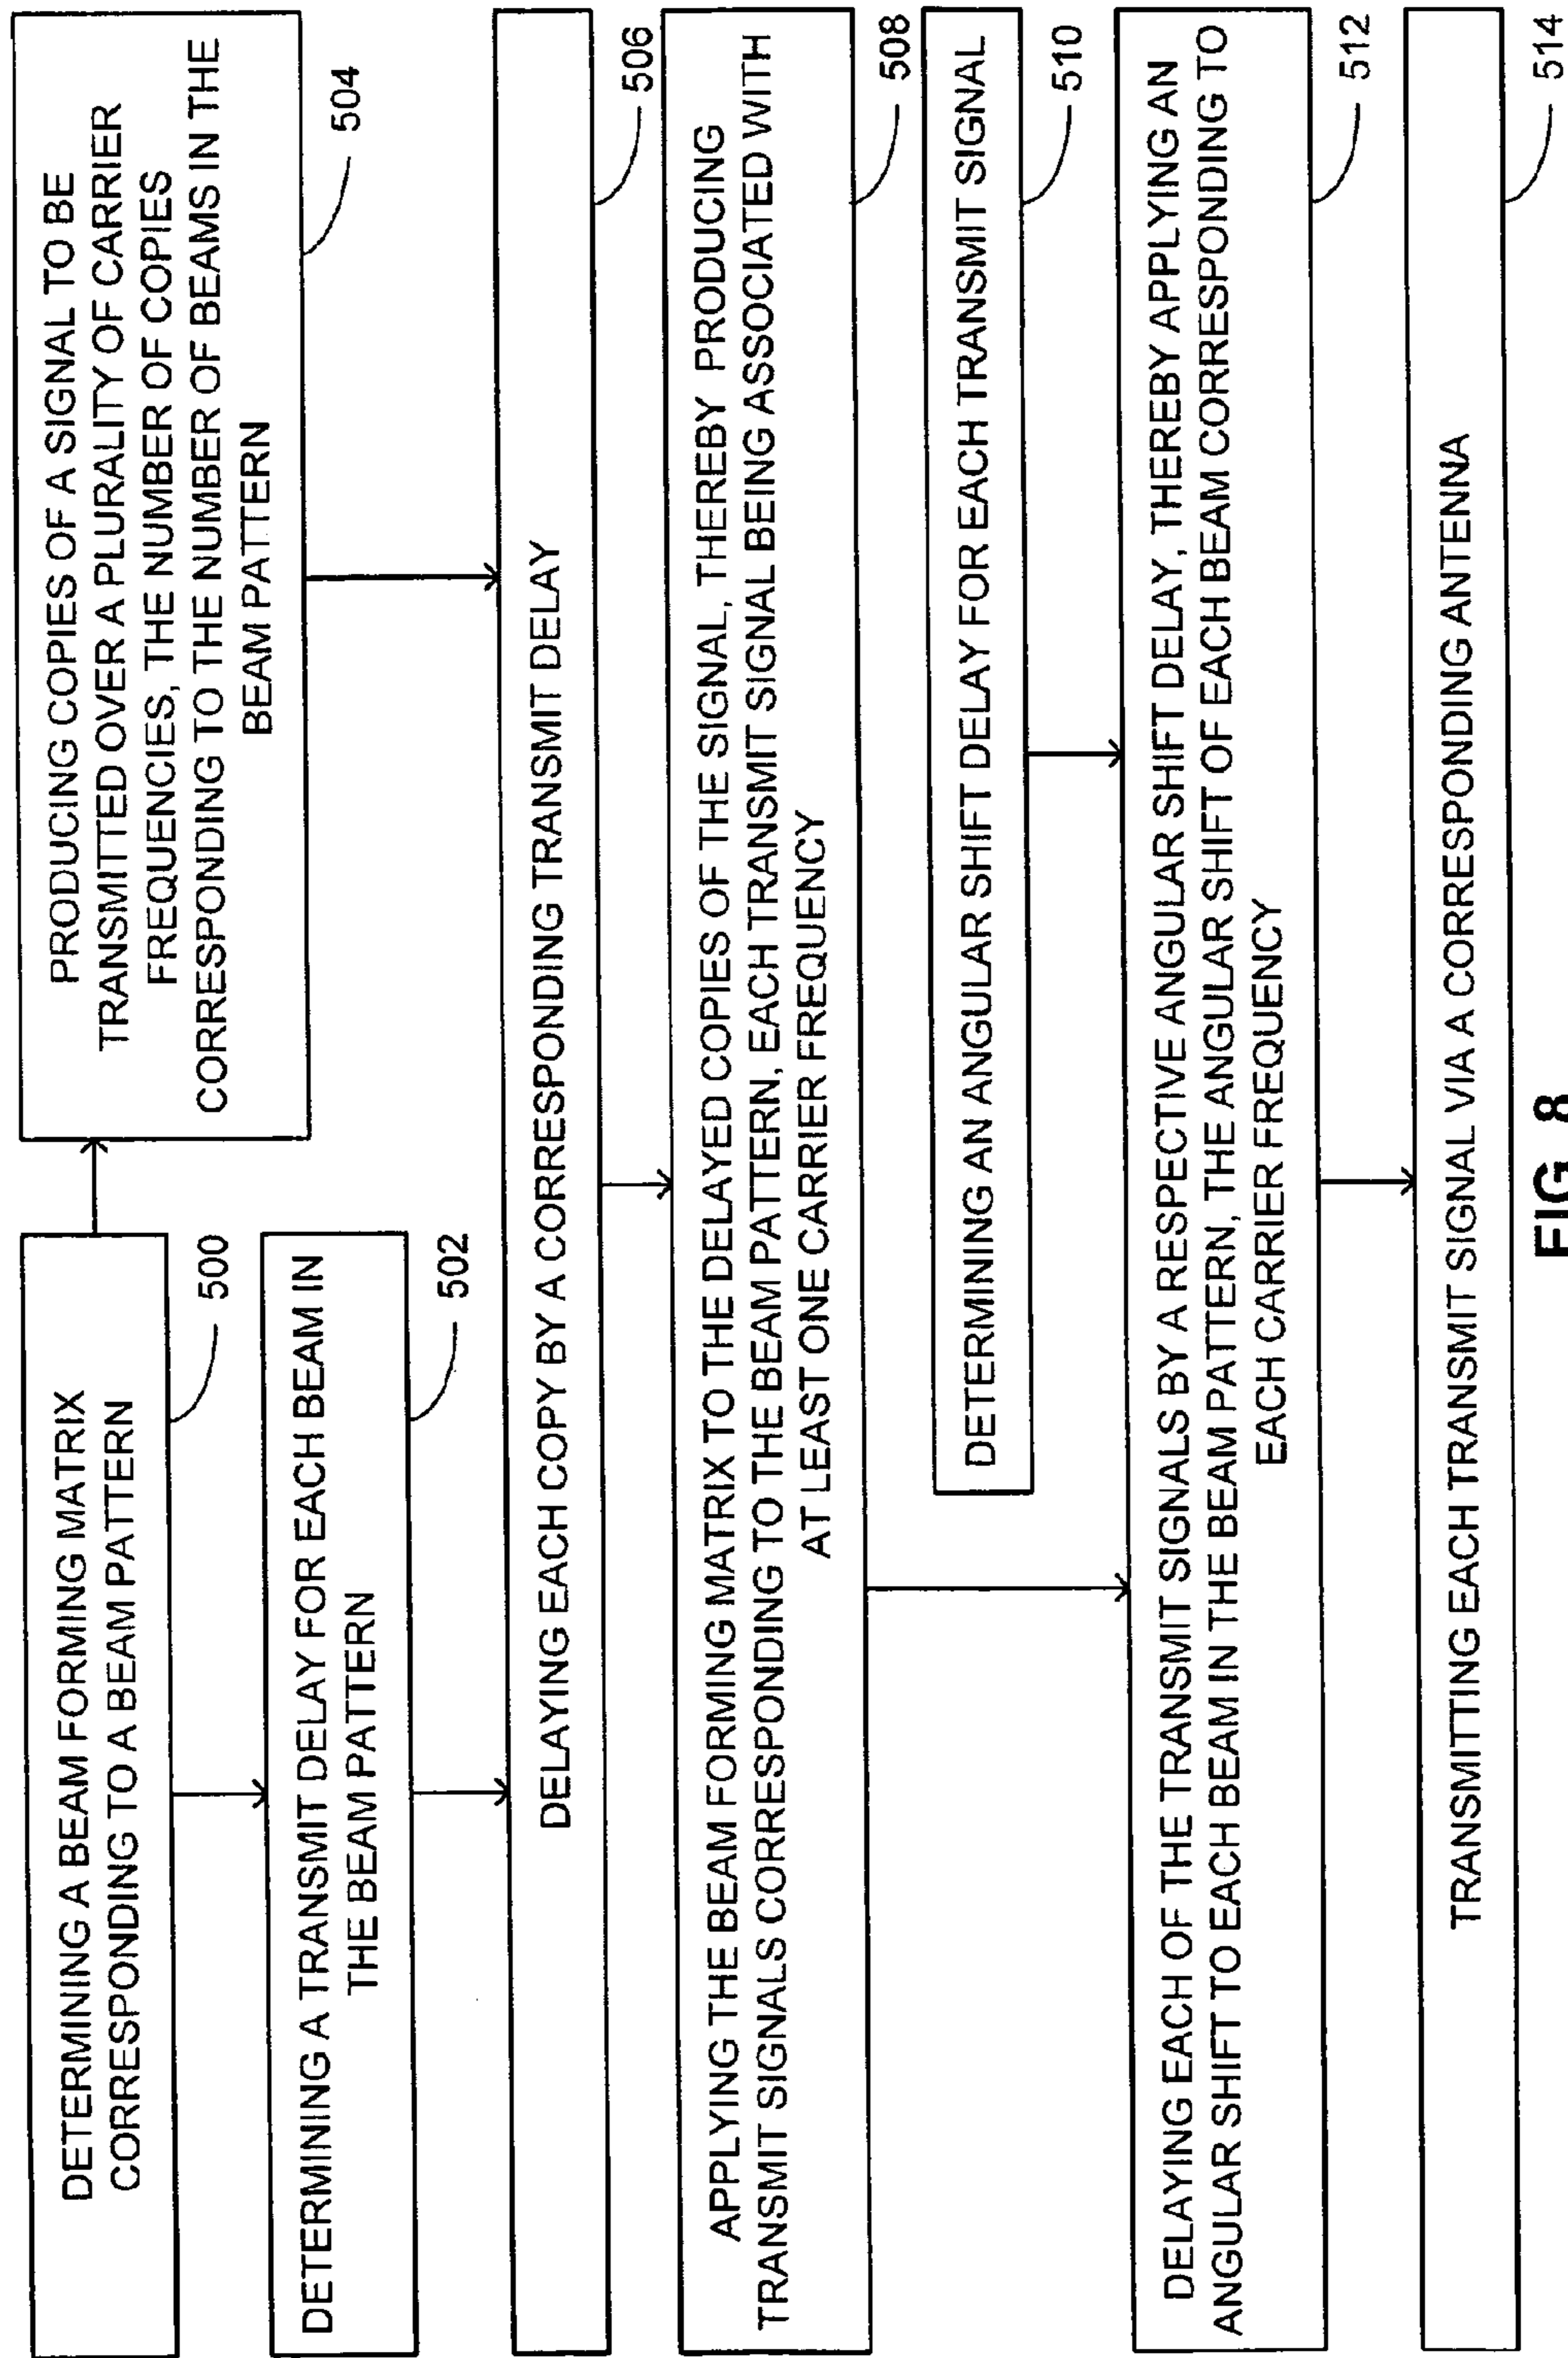 DETERMINING A BEAM FORMING MATRIX
CORRESPONDING TO A BEAM PATTERN
500
PRODUCING COPIES OF A SIGNAL TO BE
TRANSMITTED OVER A PLURALITY OF CARRIER
FREQUENCIES, THE NUMBER OF COPIES
CORRESPONDING TO THE NUMBER OF BEAMS IN THE
BEAM PATTERN
504
DETERMINING A TRANSMIT DELAY FOR EACH BEAM IN
THE BEAM PATTERN
502
DELAYING EACH COPY BY A CORRESPONDING TRANSMIT DELAY
506
APPLYING THE BEAM FORMING MATRIX TO THE DELAYED COPIES OF THE SIGNAL, THEREBY PRODUCING
TRANSMIT SIGNALS CORRESPONDING TO THE BEAM PATTERN, EACH TRANSMIT SIGNAL BEING ASSOCIATED WITH
AT LEAST ONE CARRIER FREQUENCY
508
DETERMINING AN ANGULAR SHIFT DELAY FOR EACH TRANSMIT SIGNAL
510
DELAYING EACH OF THE TRANSMIT SIGNALS BY A RESPECTIVE ANGULAR SHIFT DELAY, THEREBY APPLYING AN
ANGULAR SHIFT TO EACH BEAM IN THE BEAM PATTERN, THE ANGULAR SHIFT OF EACH BEAM CORRESPONDING TO
EACH CARRIER FREQUENCY
512
TRANSMITTING EACH TRANSMIT SIGNAL VIA A CORRESPONDING ANTENNA
514
FIG. 8